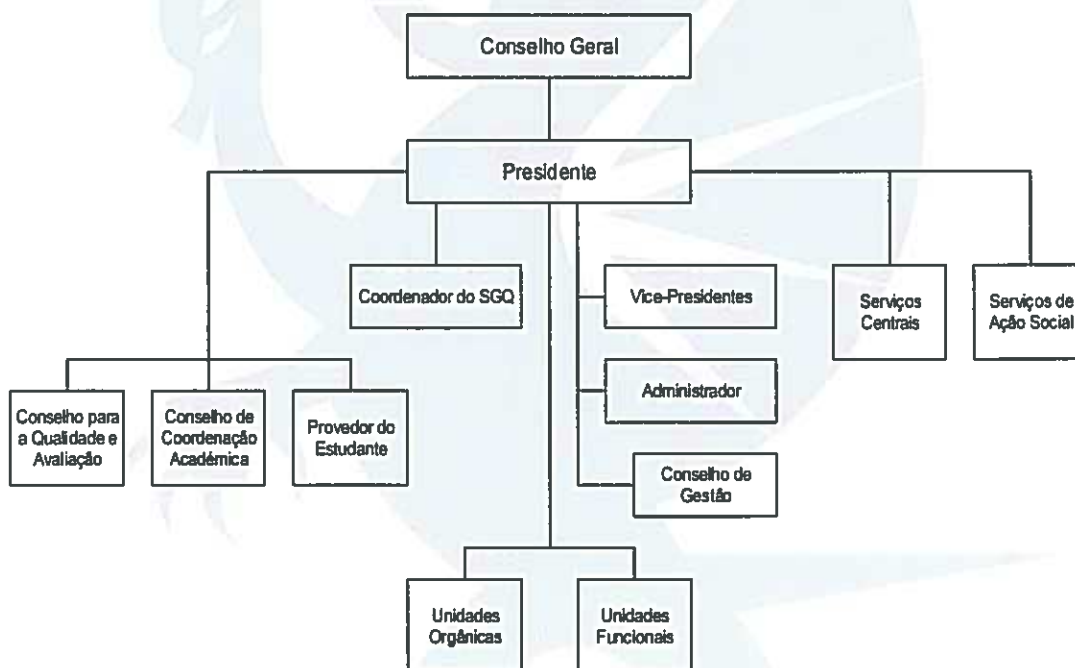 Conselho Geral
Presidente
Coordenador do SGQ
Vice-Presidentes
Serviços
Centrais
Serviços de
Ação Social
Administrador
Conselho para
a Qualidade e
Avaliação
Conselho de
Coordenação
Académica
Provedor do
Estudante
Conselho de
Gestão
Unidades
Orgânicas
Unidades
Funcionais